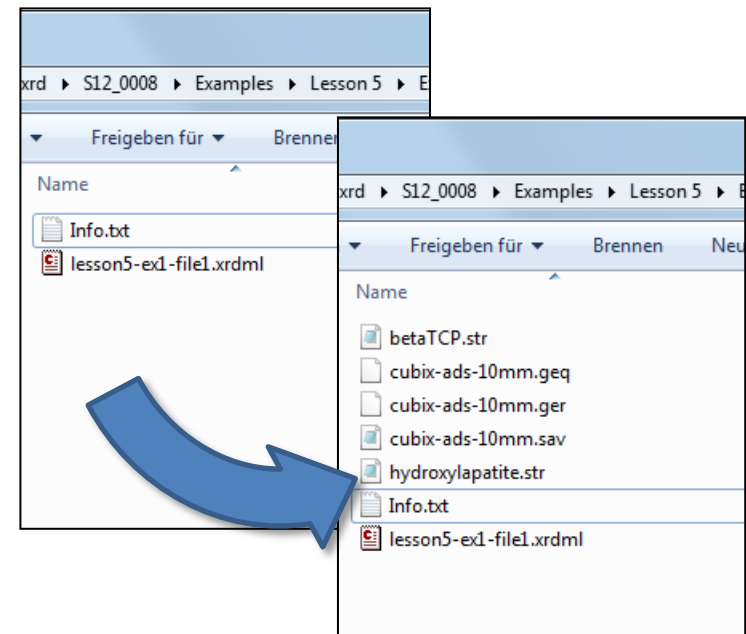 xrd ▸ S12_0008 ▸ Examples ▸ Lesson 5 ▸ E
Freigeben für Brenne
Name
Info.txt
lesson5-ex1-file1.xrdml
xrd ▸ S12_0008 ▸ Examples ▸ Lesson 5 ▸ E
Freigeben für Brennen Neu
Name
betaTCP.str
cubix-ads-10mm.geq
cubix-ads-10mm.ger
cubix-ads-10mm.sav
hydroxylapatite.str
Info.txt
lesson5-ex1-file1.xrdml